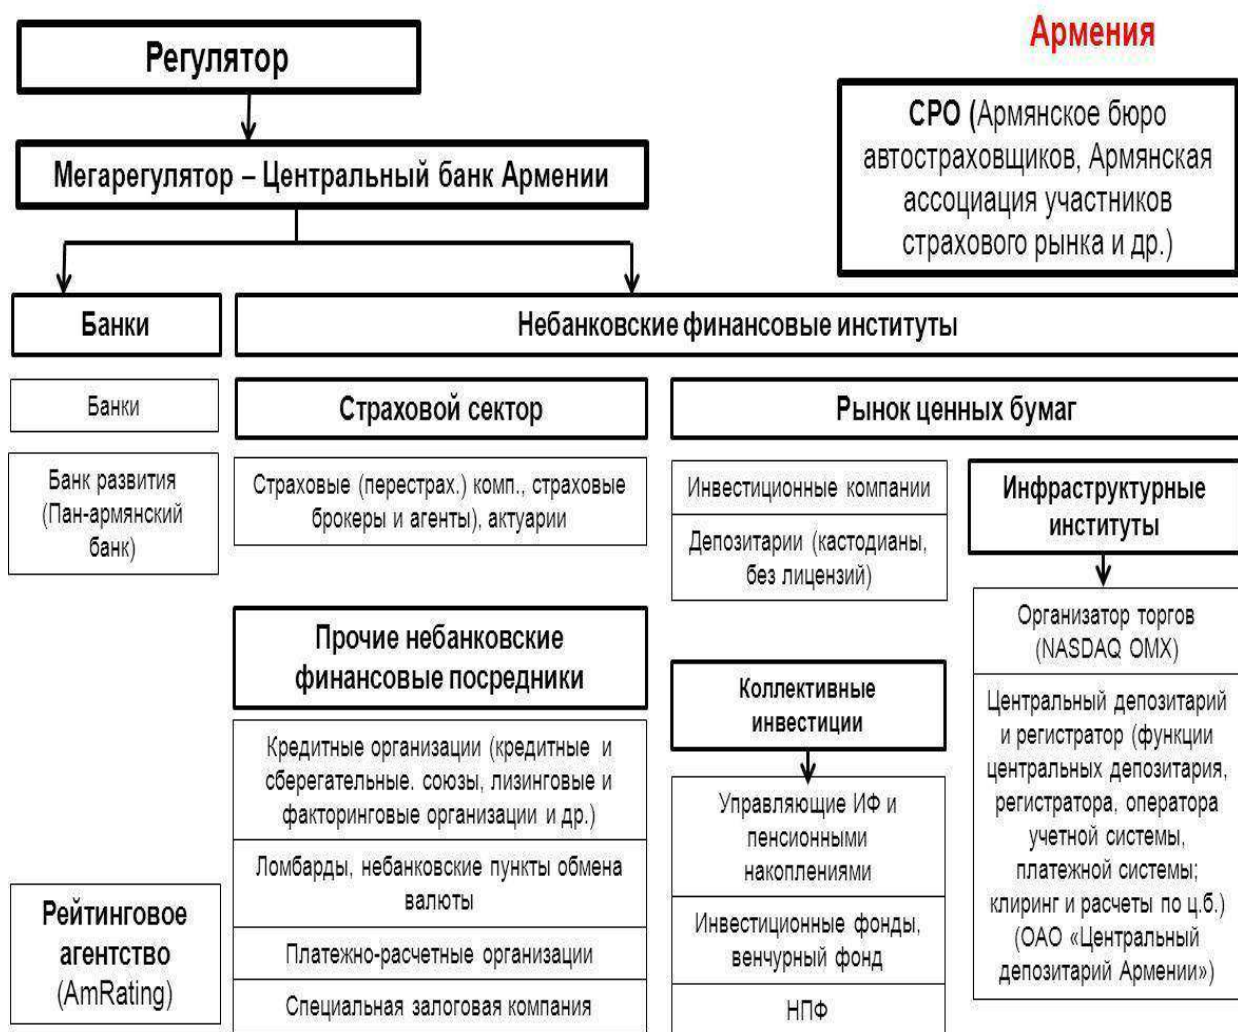 Армения
Регулятор
Мегарегулятор – Центральный банк Армении
СРО (Армянское бюро
автостраховщиков, Армянская
ассоциация участников
страхового рынка и др.)
Банки
Небанковские финансовые институты
Банки
Банк развития
(Пан-армянский
банк)
Рейтинговое
агентство
(AmRating)
Страховой сектор
Страховые (перестрах.) комп., страховые
брокеры и агенты), актуарии
Прочие небанковские
финансовые посредники
Кредитные организации (кредитные и
сберегательные. союзы, лизинговые и
факторинговые организации и др.)
Ломбарды, небанковские пункты обмена
валюты
Платежно-расчетные организации
Специальная залоговая компания
Рынок ценных бумаг
Инвестиционные компании
Депозитарии (кастодианы,
без лицензий)
Коллективные
инвестиции
Управляющие ИФ и
пенсионными
накоплениями
Инвестиционные фонды,
венчурный фонд
НПФ
Инфраструктурные
институты
Организатор торгов
(NASDAQ OMX)
Центральный депозитарий
и регистратор (функции
центральных депозитария,
регистратора, оператора
учетной системы,
платежной системы;
клиринг и расчеты по ц.б.)
(ОАО «Центральный
депозитарий Армении»)